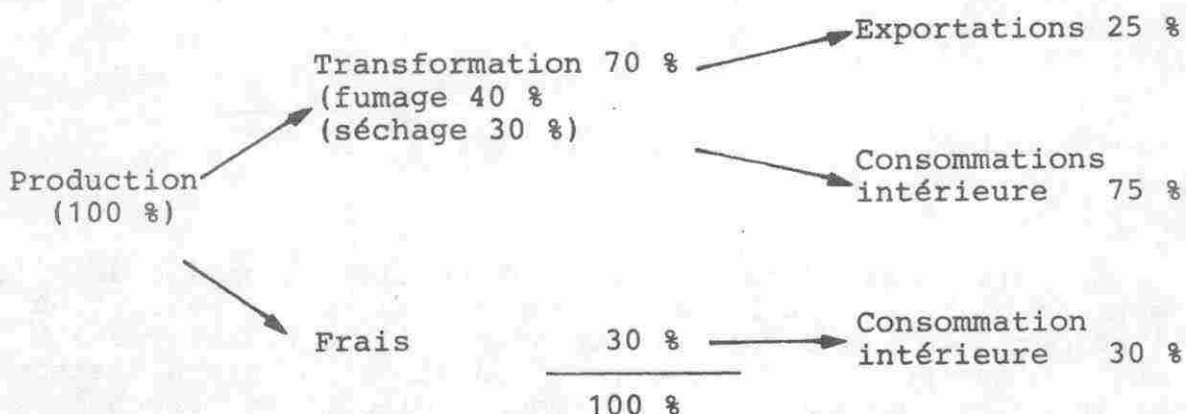 Exportations 25 %
Transformation 70 %
(fumage 40 %
(séchage 30 %)
Consommations
intérieure 75 %
Production
(100 %)
Frais 30 %
Consommation
intérieure 30 %
100 %